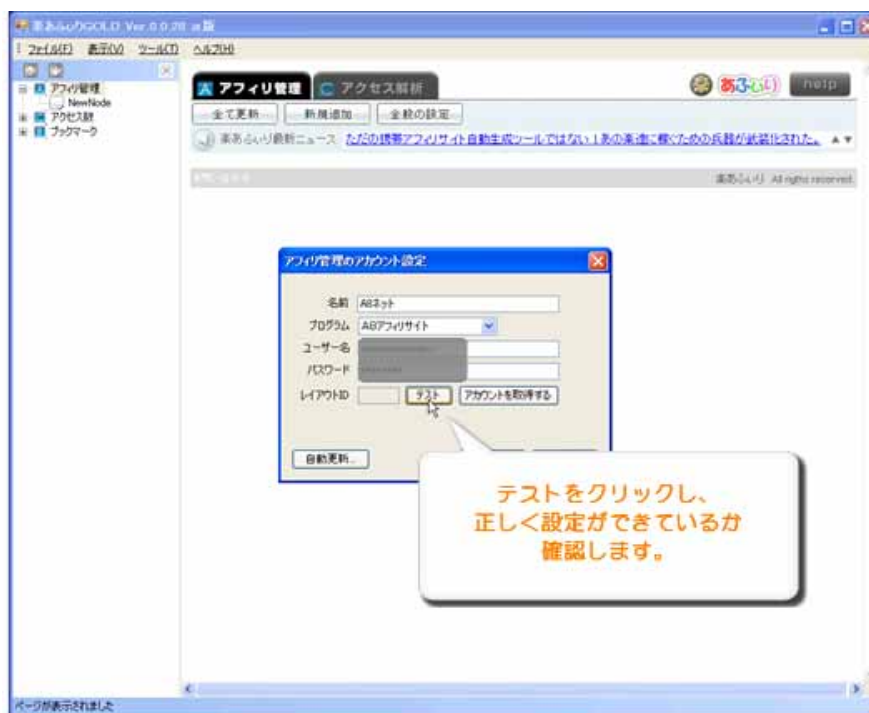 楽あふぃりGOLD Ver.0.0.28 α版
ファイル(F) 表示(V) ツール(T) ヘルプ(H)
アフィリ管理
NewNode
アクセス数
ブックマーク
A アフィリ管理 C アクセス解析
あふぃり help
全て更新 新規追加 全般の設定
楽あふぃり最新ニュース ただの携帯アフィリサイト自動生成ツールではない！あの楽造に稼ぐための兵器が武装化された。
楽あふぃり All rigths reserved.
アフィリ管理のアカウント設定
名前 A8ネット
プログラム A8アフィリサイト
ユーザー名
パスワード
レイアウトID テスト アカウントを取得する
自動更新...
テストをクリックし、
正しく設定ができているか
確認します。
ページが表示されました